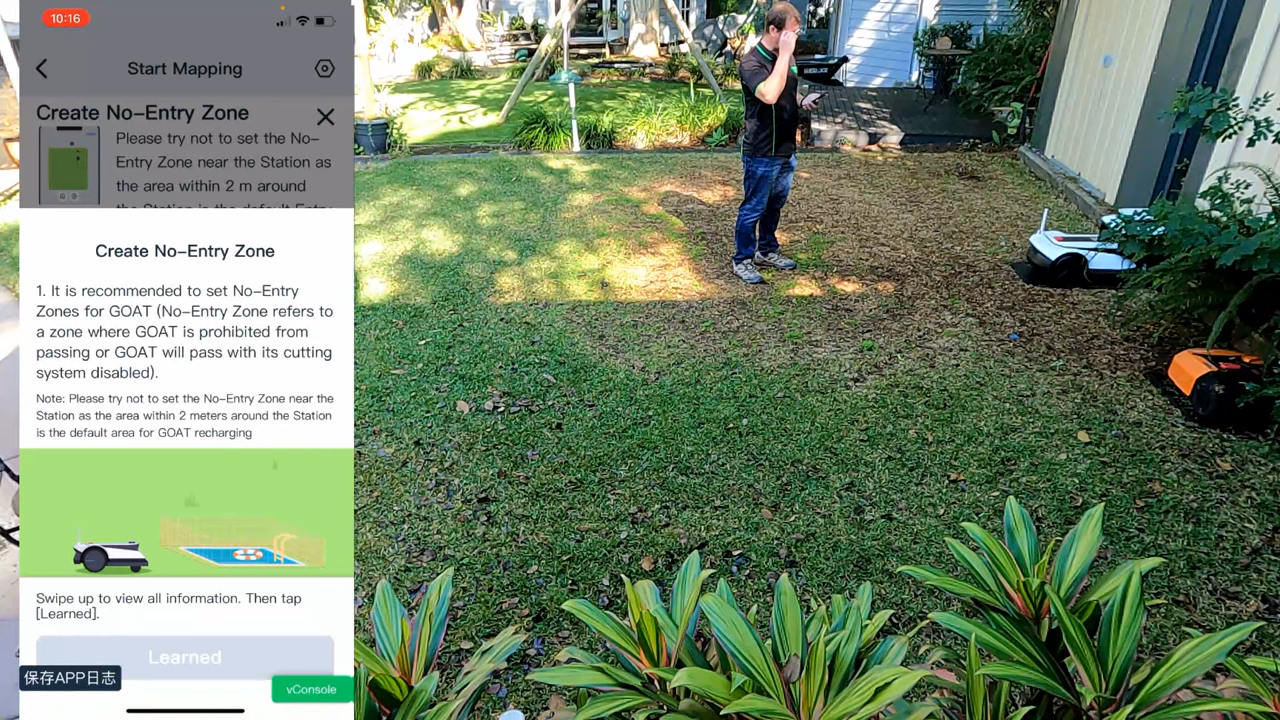 10:16
Start Mapping
Create No-Entry Zone
Please try not to set the No-
Entry Zone near the Station as
the area within 2 m around
Create No-Entry Zone
1. It is recommended to set No-Entry
Zones for GOAT (No-Entry Zone refers to
a zone where GOAT is prohibited from
passing or GOAT will pass with its cutting
system disabled).
Note: Please try not to set the No-Entry Zone near the
Station as the area within 2 meters around the Station
is the default area for GOAT recharging
Swipe up to view all information. Then tap
[Learned].
Learned
保存APP日志
vConsole